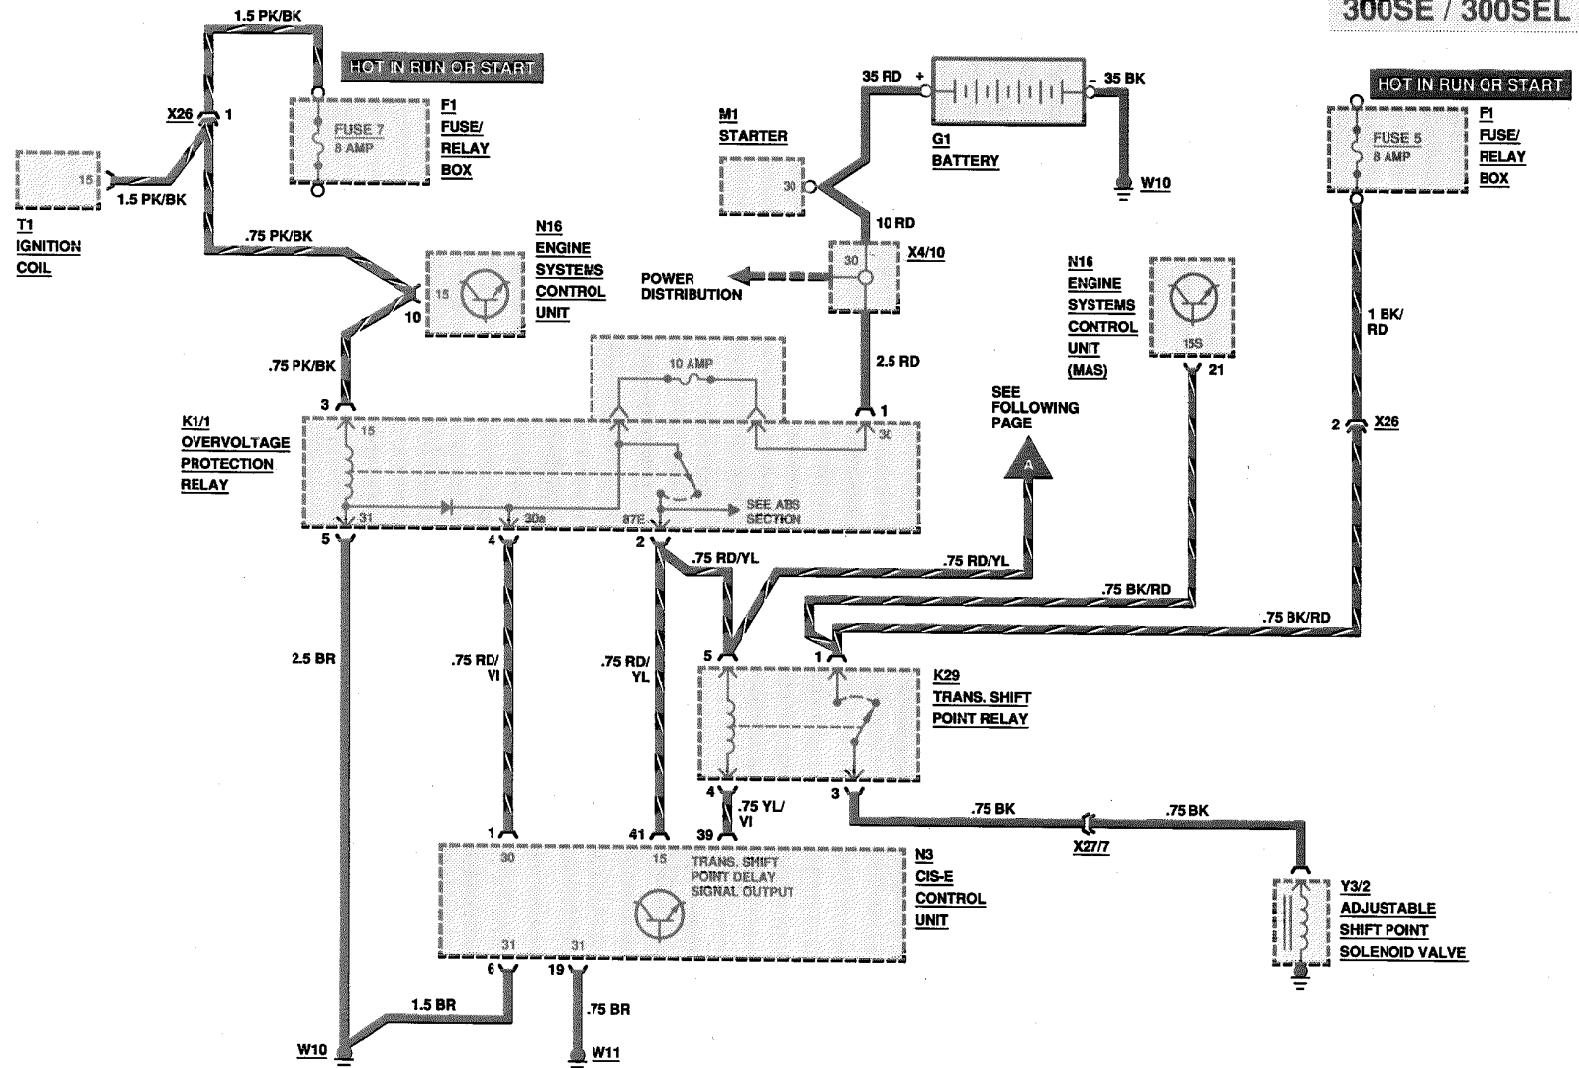 300SE / 300SEL
1.5 PK/BK
HOT IN RUN OR START
X26
1
FUSE 7
8 AMP
F1
FUSE/
RELAY
BOX
15
1.5 PK/BK
T1
IGNITION
COIL
.75 PK/BK
15
10
N16
ENGINE
SYSTEMS
CONTROL
UNIT
.75 PK/BK
M1
STARTER
30
35 RD
+
-
35 BK
G1
BATTERY
W10
10 RD
30
X4/10
POWER
DISTRIBUTION
2.5 RD
HOT IN RUN OR START
FUSE 5
8 AMP
F1
FUSE/
RELAY
BOX
N16
ENGINE
SYSTEMS
CONTROL
UNIT
(MAS)
15S
21
1 BK/
RD
2
X26
SEE
FOLLOWING
PAGE
A
10 AMP
3
1
K1/1
OVERVOLTAGE
PROTECTION
RELAY
15
30
31
30a
87E
SEE ABS
SECTION
5
4
2
.75 RD/YL
.75 RD/YL
.75 BK/RD
.75 BK/RD
2.5 BR
.75 RD/
VI
.75 RD/
YL
5
1
K29
TRANS. SHIFT
POINT RELAY
4
3
.75 YL/
VI
.75 BK
.75 BK
X27/7
1
41
39
30
15
TRANS. SHIFT
POINT DELAY
SIGNAL OUTPUT
N3
CIS-E
CONTROL
UNIT
31
31
6
19
Y3/2
ADJUSTABLE
SHIFT POINT
SOLENOID VALVE
1.5 BR
.75 BR
W10
W11